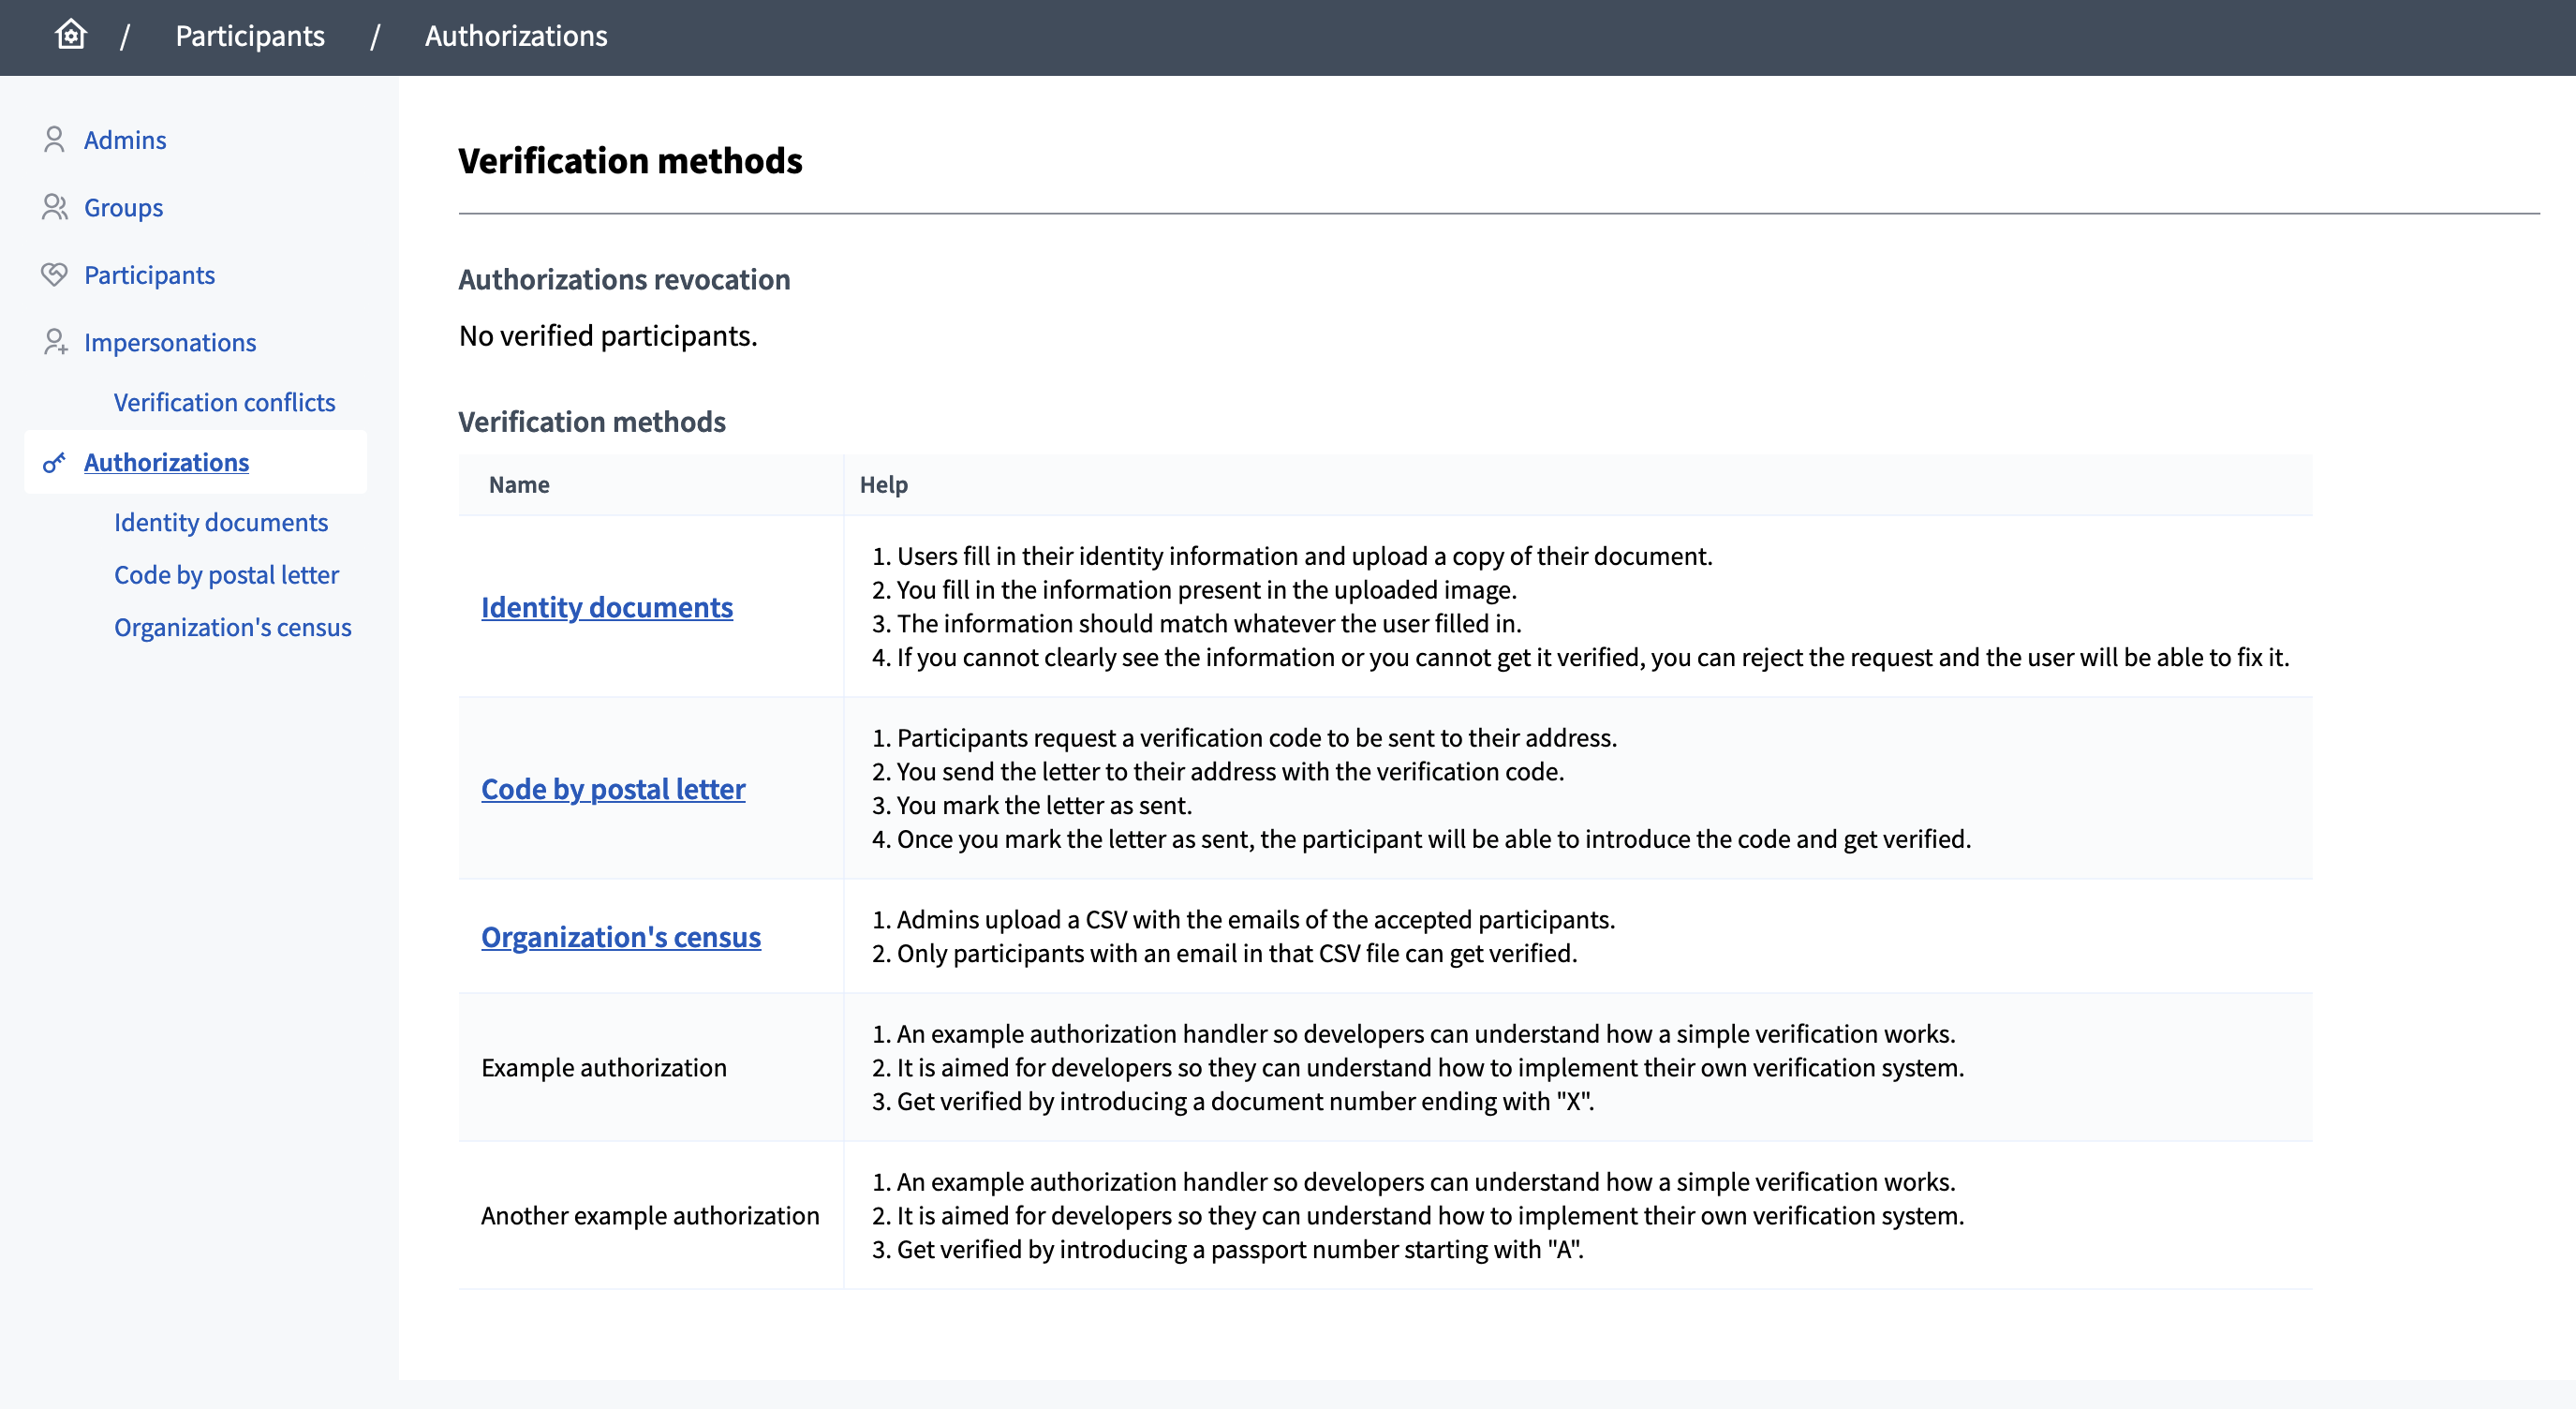 / Participants / Authorizations
Admins
Groups
Participants
Impersonations
Verification conflicts
Authorizations
Identity documents
Code by postal letter
Organization's census
Verification methods
Authorizations revocation
No verified participants.
Verification methods
Name Help
Identity documents
1. Users fill in their identity information and upload a copy of their document.
2. You fill in the information present in the uploaded image.
3. The information should match whatever the user filled in.
4. If you cannot clearly see the information or you cannot get it verified, you can reject the request and the user will be able to fix it.
Code by postal letter
1. Participants request a verification code to be sent to their address.
2. You send the letter to their address with the verification code.
3. You mark the letter as sent.
4. Once you mark the letter as sent, the participant will be able to introduce the code and get verified.
Organization's census
1. Admins upload a CSV with the emails of the accepted participants.
2. Only participants with an email in that CSV file can get verified.
Example authorization
1. An example authorization handler so developers can understand how a simple verification works.
2. It is aimed for developers so they can understand how to implement their own verification system.
3. Get verified by introducing a document number ending with "X".
Another example authorization
1. An example authorization handler so developers can understand how a simple verification works.
2. It is aimed for developers so they can understand how to implement their own verification system.
3. Get verified by introducing a passport number starting with "A".